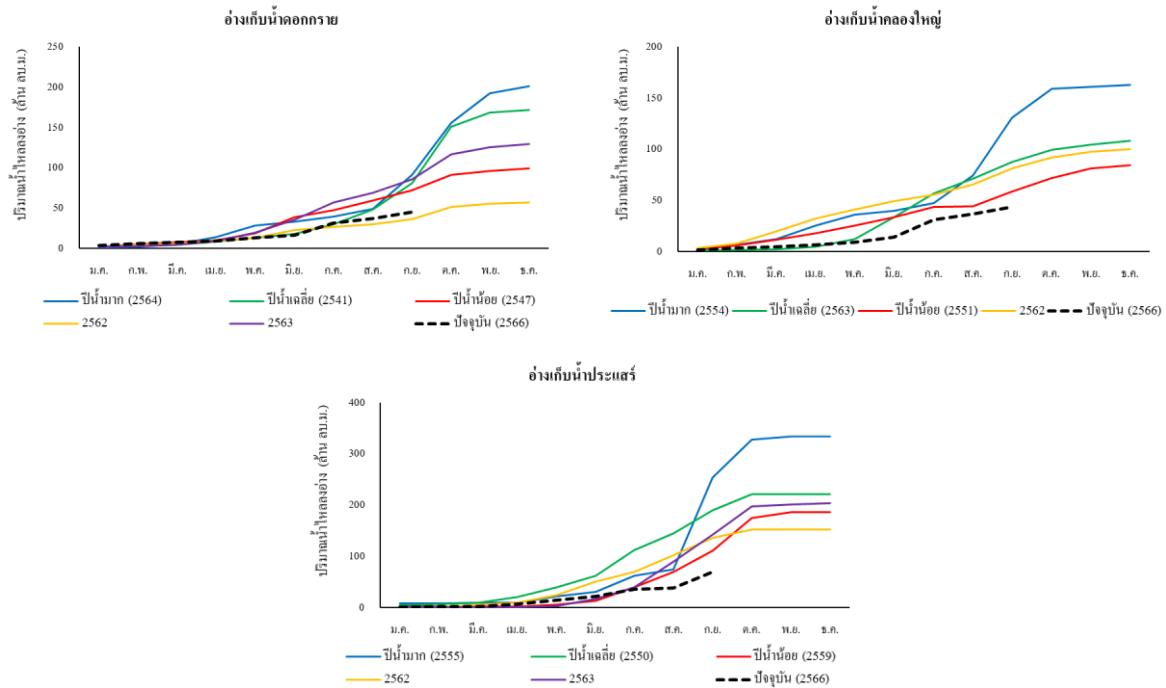 อ่างเก็บน้ำดอกกราย
ปริมาณน้ำไหลลงอ่าง (ล้าน ลบ.ม.)
250
200
150
100
50
0
ม.ค. ก.พ. มี.ค. เม.ย. พ.ค. มิ.ย. ก.ค. ส.ค. ก.ย. ต.ค. พ.ย. ธ.ค.
ปีน้ำมาก (2564) ปีน้ำเฉลี่ย (2541) ปีน้ำน้อย (2547)
2562 2563 ปัจจุบัน (2566)
อ่างเก็บน้ำคลองใหญ่
ปริมาณน้ำไหลลงอ่าง (ล้าน ลบ.ม.)
200
150
100
50
0
ม.ค. ก.พ. มี.ค. เม.ย. พ.ค. มิ.ย. ก.ค. ส.ค. ก.ย. ต.ค. พ.ย. ธ.ค.
ปีน้ำมาก (2554) ปีน้ำเฉลี่ย (2563) ปีน้ำน้อย (2551) 2562 ปัจจุบัน (2566)
อ่างเก็บน้ำประแสร์
ปริมาณน้ำไหลลงอ่าง (ล้าน ลบ.ม.)
400
300
200
100
0
ม.ค. ก.พ. มี.ค. เม.ย. พ.ค. มิ.ย. ก.ค. ส.ค. ก.ย. ต.ค. พ.ย. ธ.ค.
ปีน้ำมาก (2555) ปีน้ำเฉลี่ย (2550) ปีน้ำน้อย (2559)
2562 2563 ปัจจุบัน (2566)